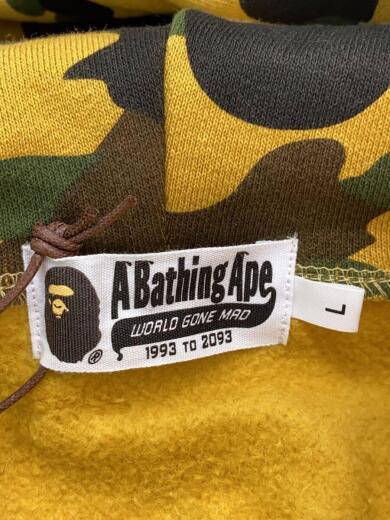 A Bathing Ape
WORLD GONE MAD
1993 TO 2093
®
L